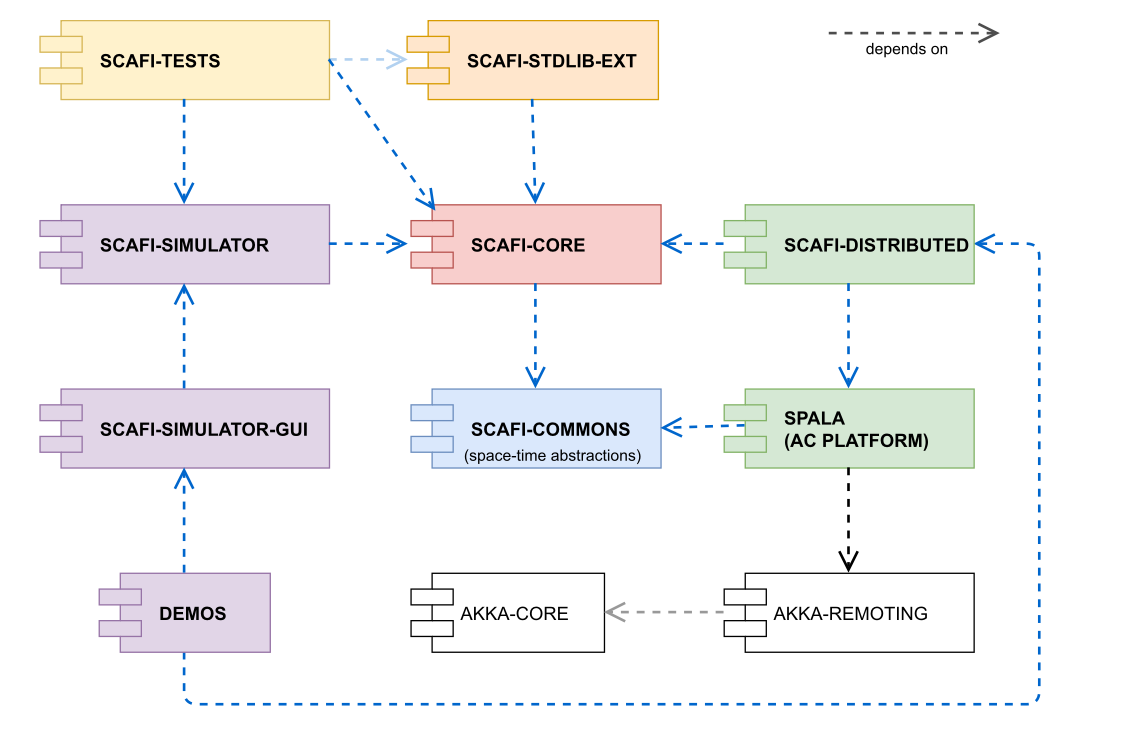 SCAFI-TESTS
SCAFI-STDLIB-EXT
depends on
SCAFI-SIMULATOR
SCAFI-CORE
SCAFI-DISTRIBUTED
SCAFI-SIMULATOR-GUI
SCAFI-COMMONS
(space-time abstractions)
SPALA
(AC PLATFORM)
DEMOS
AKKA-CORE
AKKA-REMOTING